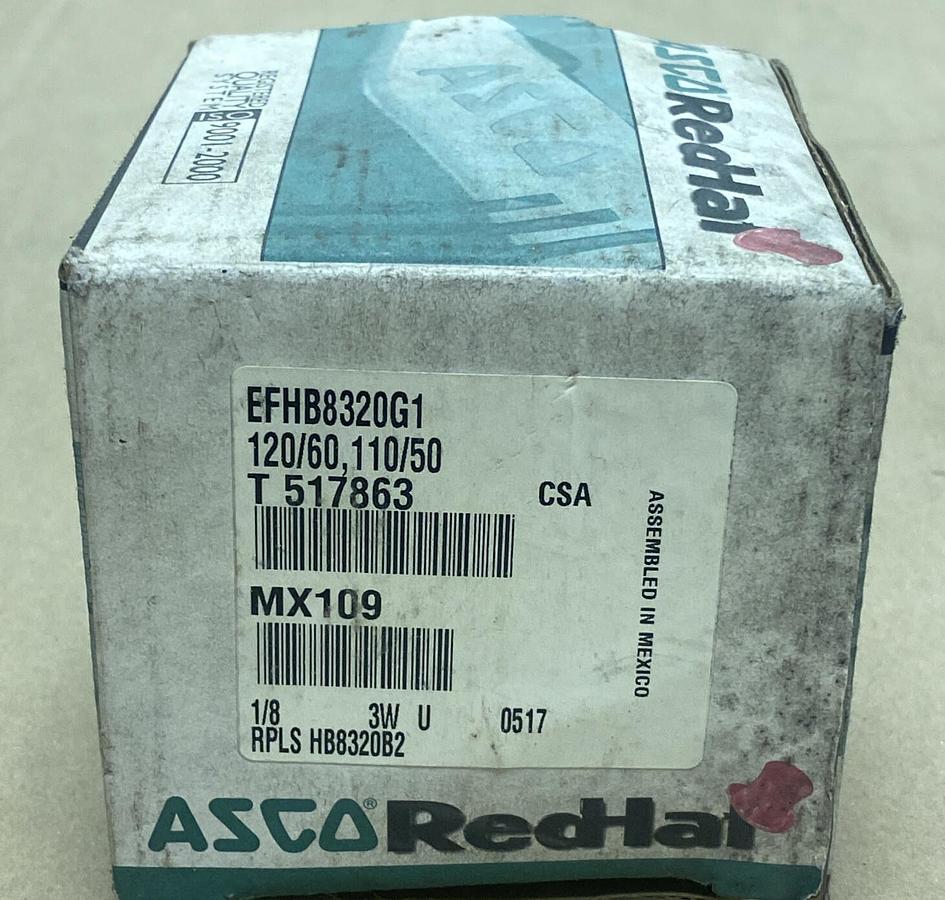 REGISTERED
QUALITY
SYSTEM
9001-2000
ASCO
ASCO RedHat
EFHB8320G1
120/60,110/50
T 517863
CSA
ASSEMBLED IN MEXICO
MX109
1/8 3W U 0517
RPLS HB8320B2
ASCO® RedHat